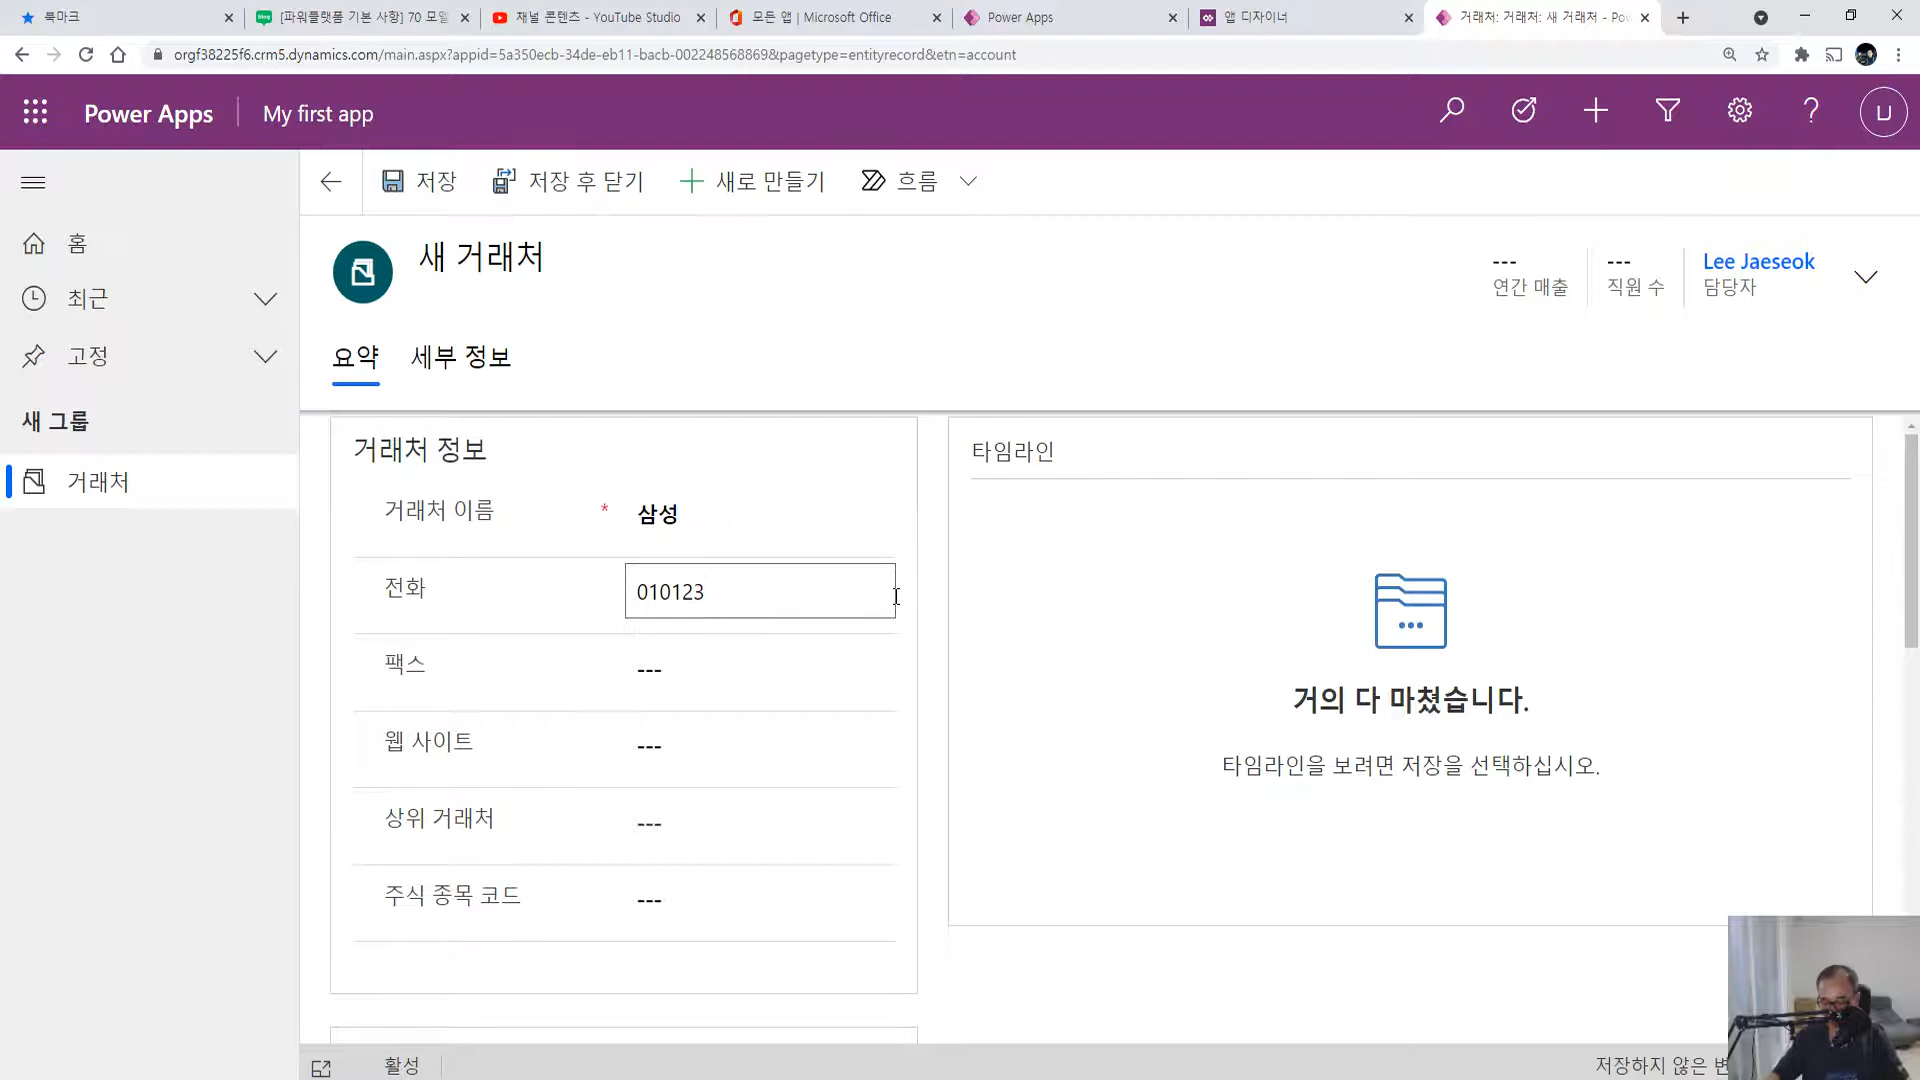 북마크
[파워플랫폼 기본 사항] 70 모델
채널 콘텐츠 - YouTube Studio
모든 앱 | Microsoft Office
Power Apps
앱 디자이너
거래처: 거래처: 새 거래처 - Pow
orgf38225f6.crm5.dynamics.com/main.aspx?appid=5a350ecb-34de-eb11-bacb-002248568869&pagetype=entityrecord&etn=account
Power Apps
My first app
저장
저장 후 닫기
새로 만들기
흐름
홈
최근
고정
새 그룹
거래처
새 거래처
---
연간 매출
---
직원 수
Lee Jaeseok
담당자
요약
세부 정보
거래처 정보
거래처 이름 * 삼성
전화 010123
팩스 ---
웹 사이트 ---
상위 거래처 ---
주식 종목 코드 ---
타임라인
거의 다 마쳤습니다.
타임라인을 보려면 저장을 선택하십시오.
활성
저장하지 않은